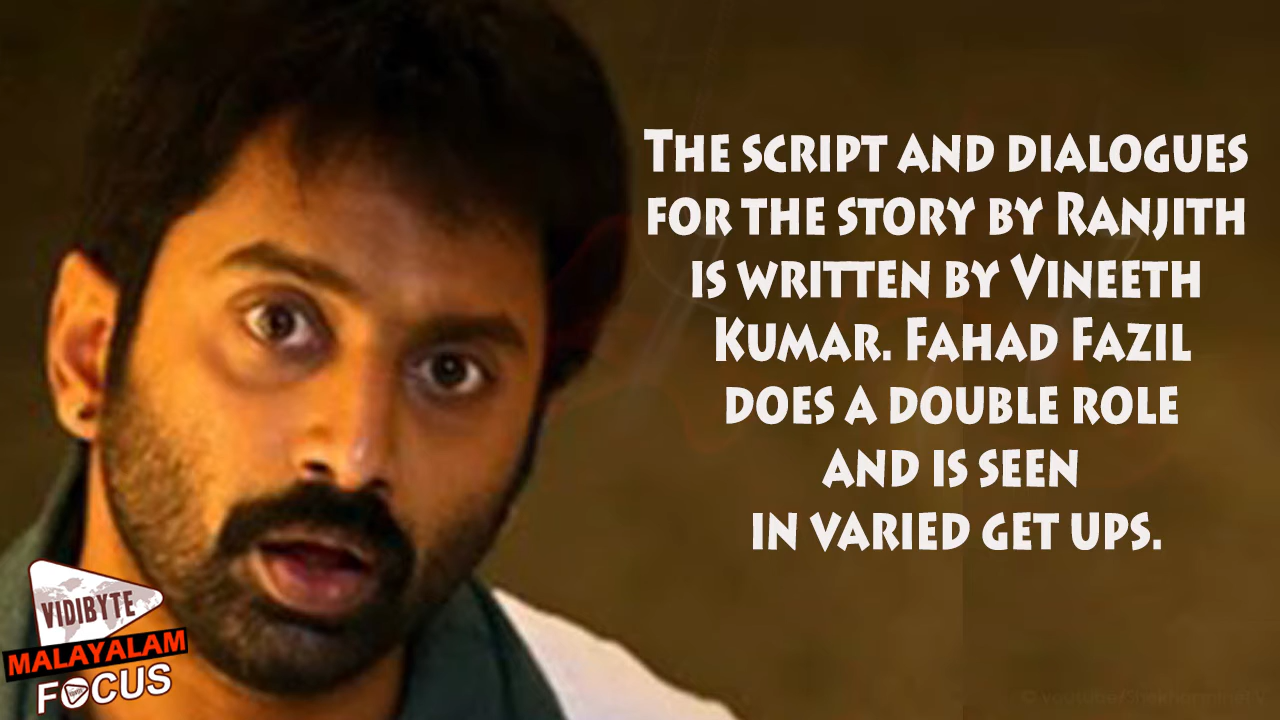 The script and dialogues
for the story by Ranjith
is written by Vineeth
Kumar. Fahad Fazil
does a double role
and is seen
in varied get ups.
VIDIBYTE
MALAYALAM
FOCUS